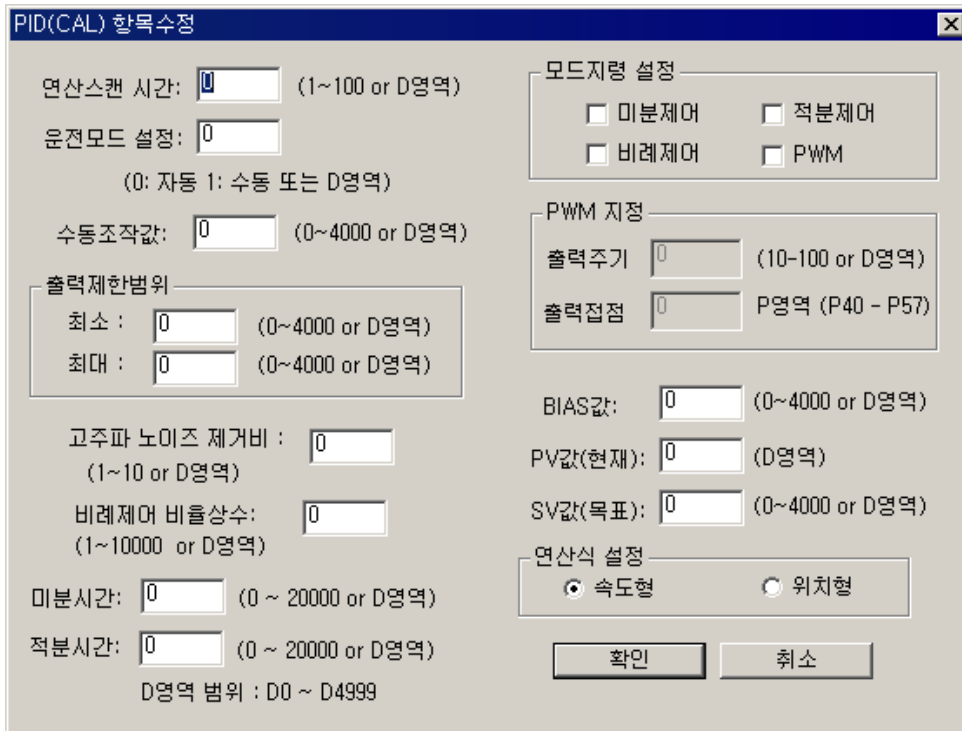 PID(CAL) 항목수정
연산스캔 시간: 0 (1~100 or D영역)
운전모드 설정: 0
(0: 자동 1: 수동 또는 D영역)
수동조작값: 0 (0~4000 or D영역)
출력제한범위
최소 : 0 (0~4000 or D영역)
최대 : 0 (0~4000 or D영역)
고주파 노이즈 제거비 : 0
(1~10 or D영역)
비례제어 비율상수: 0
(1~10000 or D영역)
미분시간: 0 (0 ~ 20000 or D영역)
적분시간: 0 (0 ~ 20000 or D영역)
D영역 범위 : D0 ~ D4999
모드지령 설정
미분제어 적분제어
비례제어 PWM
PWM 지정
출력주기 0 (10-100 or D영역)
출력접점 0 P영역 (P40 - P57)
BIAS값: 0 (0~4000 or D영역)
PV값(현재): 0 (D영역)
SV값(목표): 0 (0~4000 or D영역)
연산식 설정
속도형 위치형
확인 취소